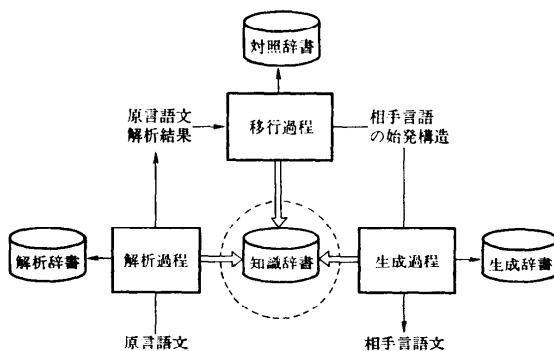 対照辞書
原言語文
解析結果
移行過程
相手言語
の始発構造
解析辞書
解析過程
知識辞書
生成過程
生成辞書
原言語文
相手言語文